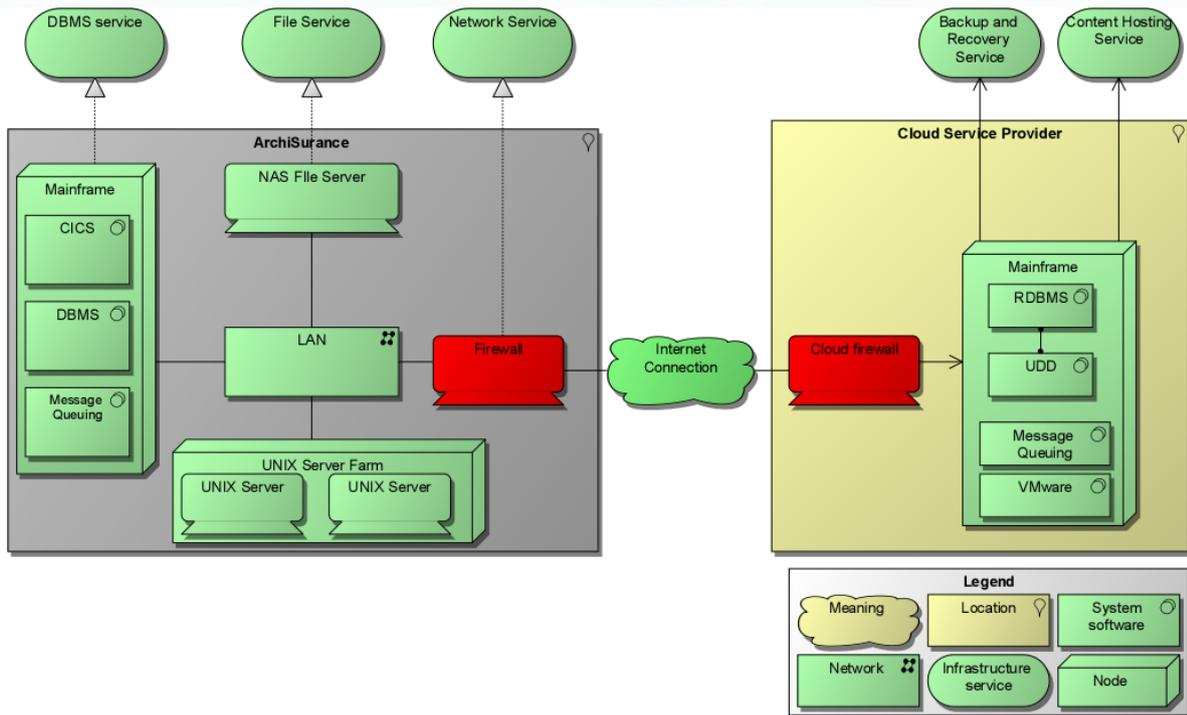 DBMS service
File Service
Network Service
Backup and
Recovery
Service
Content Hosting
Service
ArchiSurance
Mainframe
CICS
DBMS
Message
Queuing
NAS FIle Server
LAN
Firewall
UNIX Server Farm
UNIX Server
UNIX Server
Internet
Connection
Cloud Service Provider
Cloud firewall
Mainframe
RDBMS
UDD
Message
Queuing
VMware
Legend
Meaning
Location
System
software
Network
Infrastructure
service
Node